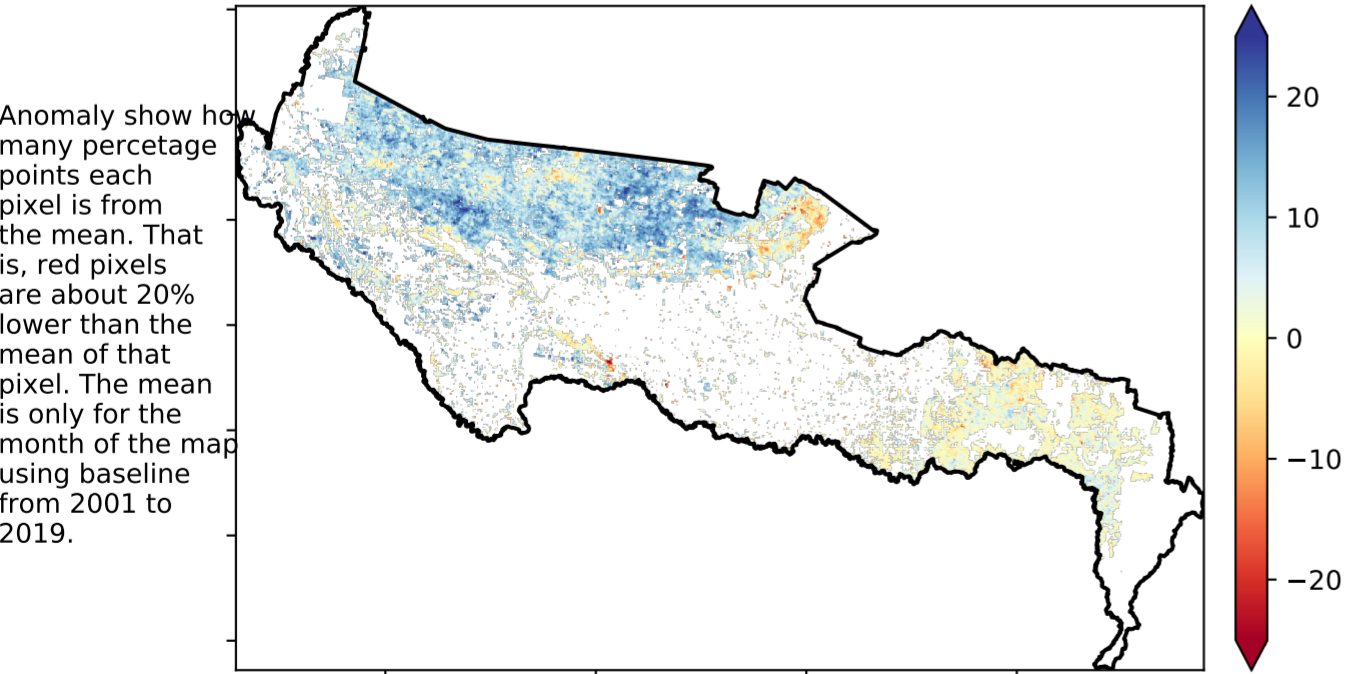 Anomaly show how
many percetage
points each
pixel is from
the mean. That
is, red pixels
are about 20%
lower than the
mean of that
pixel. The mean
is only for the
month of the map
using baseline
from 2001 to
2019.
20
10
0
−10
−20